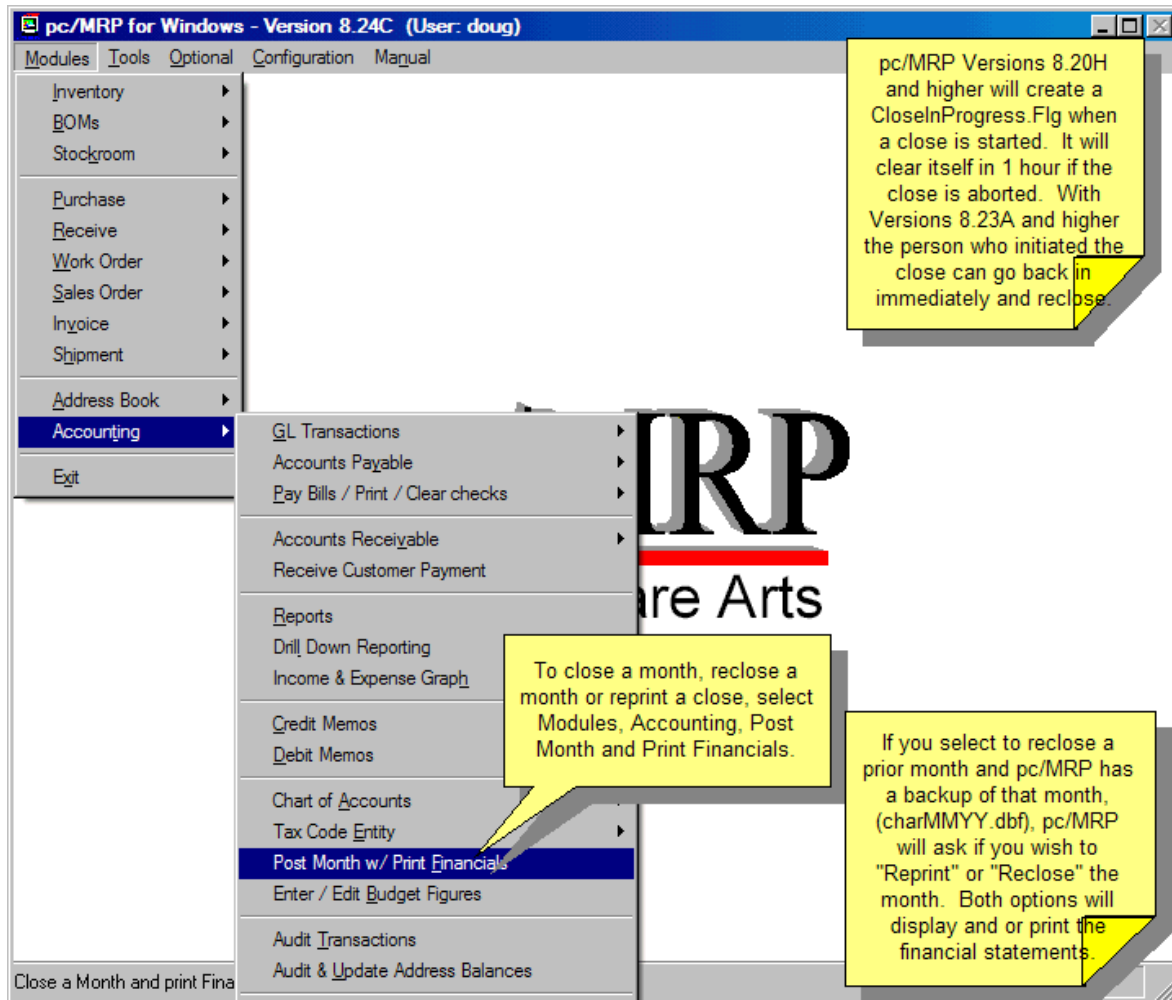 pc/MRP for Windows - Version 8.24C (User: doug)
Modules Tools Optional Configuration Manual
Inventory
BOMs
Stockroom
Purchase
Receive
Work Order
Sales Order
Invoice
Shipment
Address Book
Accounting
Exit
GL Transactions
Accounts Payable
Pay Bills / Print / Clear checks
Accounts Receivable
Receive Customer Payment
Reports
Drill Down Reporting
Income & Expense Graph
Credit Memos
Debit Memos
Chart of Accounts
Tax Code Entity
Post Month w/ Print Financials
Enter / Edit Budget Figures
Audit Transactions
Audit & Update Address Balances
MRP
are Arts
pc/MRP Versions 8.20H
and higher will create a
CloseInProgress.Flg when
a close is started. It will
clear itself in 1 hour if the
close is aborted. With
Versions 8.23A and higher
the person who initiated the
close can go back in
immediately and reclose.
To close a month, reclose a
month or reprint a close, select
Modules, Accounting, Post
Month and Print Financials.
If you select to reclose a
prior month and pc/MRP has
a backup of that month,
(charMMYY.dbf), pc/MRP
will ask if you wish to
"Reprint" or "Reclose" the
month. Both options will
display and or print the
financial statements.
Close a Month and print Fina